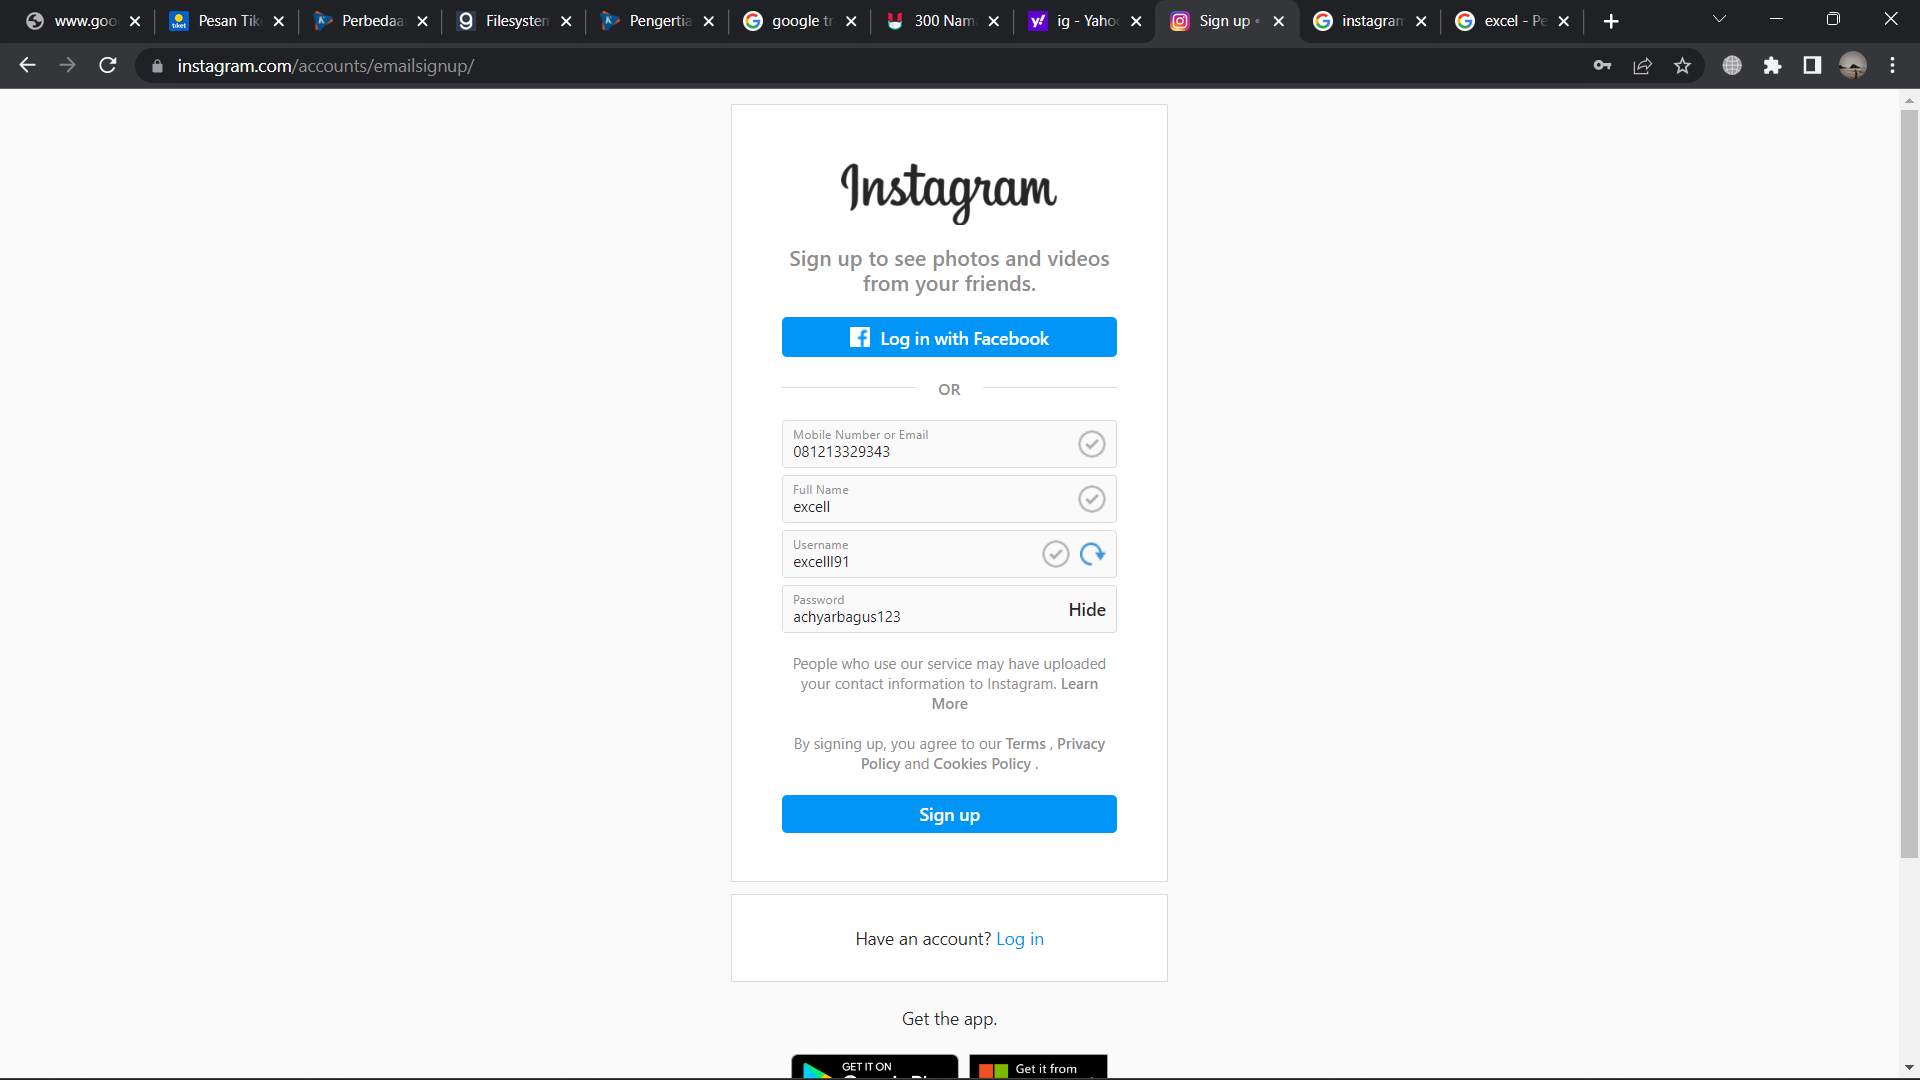 www.goo
Pesan Tik
Perbedaa
Filesystem
Pengertia
google tr
300 Nam
ig - Yaho
Sign up •
instagram
excel - Pe
instagram.com/accounts/emailsignup/
Instagram
Sign up to see photos and videos
from your friends.
Log in with Facebook
OR
Mobile Number or Email
081213329343
Full Name
excell
Username
excelll91
Password
achyarbagus123
Hide
People who use our service may have uploaded
your contact information to Instagram. Learn
More
By signing up, you agree to our Terms , Privacy
Policy and Cookies Policy .
Sign up
Have an account? Log in
Get the app.
GET IT ON
Get it from